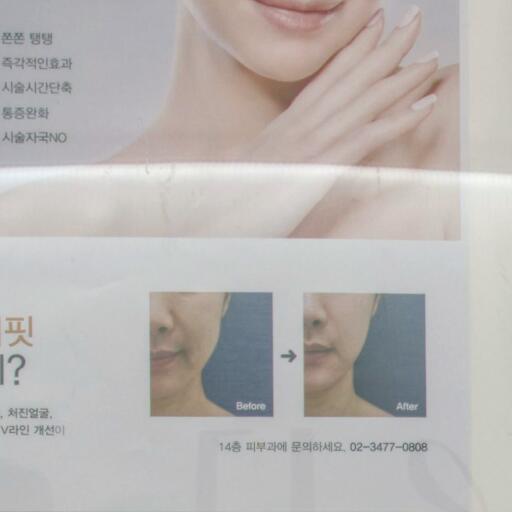 쫀쫀 탱탱
즉각적인효과
시술시간단축
통증완화
시술자국NO
핏
?
, 처진얼굴,
V라인 개선이
Before
After
14층 피부과에 문의하세요. 02-3477-0808